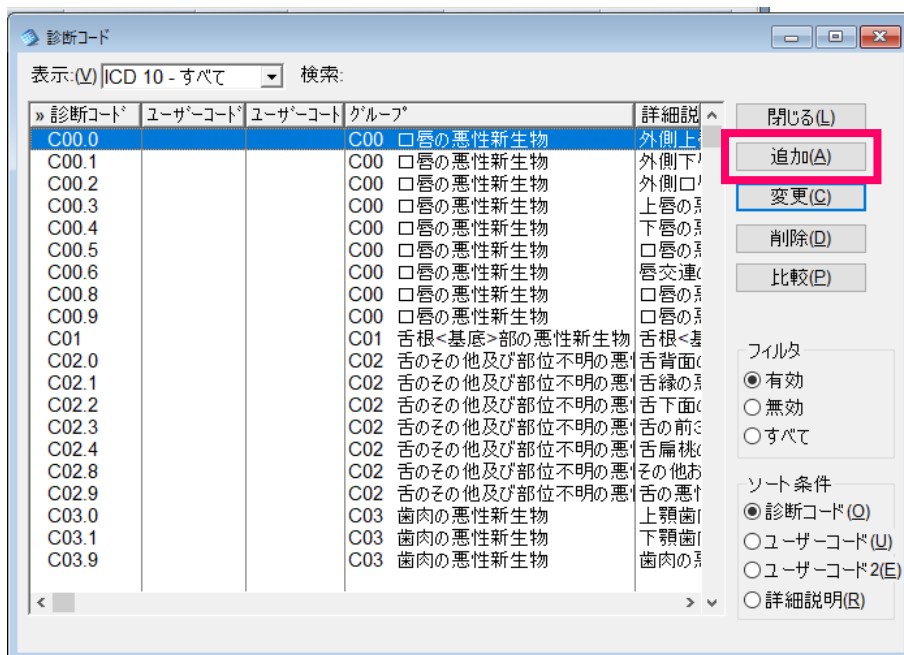 診断コード
表示:(V) ICD 10 - すべて 検索:
» 診断コード ユーザーコード ユーザーコード グループ 詳細説
C00.0 C00 口唇の悪性新生物 外側上
C00.1 C00 口唇の悪性新生物 外側下
C00.2 C00 口唇の悪性新生物 外側口
C00.3 C00 口唇の悪性新生物 上唇の
C00.4 C00 口唇の悪性新生物 下唇の
C00.5 C00 口唇の悪性新生物 口唇の
C00.6 C00 口唇の悪性新生物 唇交連
C00.8 C00 口唇の悪性新生物 口唇の
C00.9 C00 口唇の悪性新生物 口唇の
C01 C01 舌根<基底>部の悪性新生物 舌根<基
C02.0 C02 舌のその他及び部位不明の悪 舌背面
C02.1 C02 舌のその他及び部位不明の悪 舌縁の
C02.2 C02 舌のその他及び部位不明の悪 舌下面
C02.3 C02 舌のその他及び部位不明の悪 舌の前
C02.4 C02 舌のその他及び部位不明の悪 舌扁桃
C02.8 C02 舌のその他及び部位不明の悪 その他お
C02.9 C02 舌のその他及び部位不明の悪 舌の悪
C03.0 C03 歯肉の悪性新生物 上顎歯
C03.1 C03 歯肉の悪性新生物 下顎歯
C03.9 C03 歯肉の悪性新生物 歯肉の
閉じる(L)
追加(A)
変更(C)
削除(D)
比較(P)
フィルタ
有効
無効
すべて
ソート条件
診断コード(O)
ユーザーコード(U)
ユーザーコード2(E)
詳細説明(R)